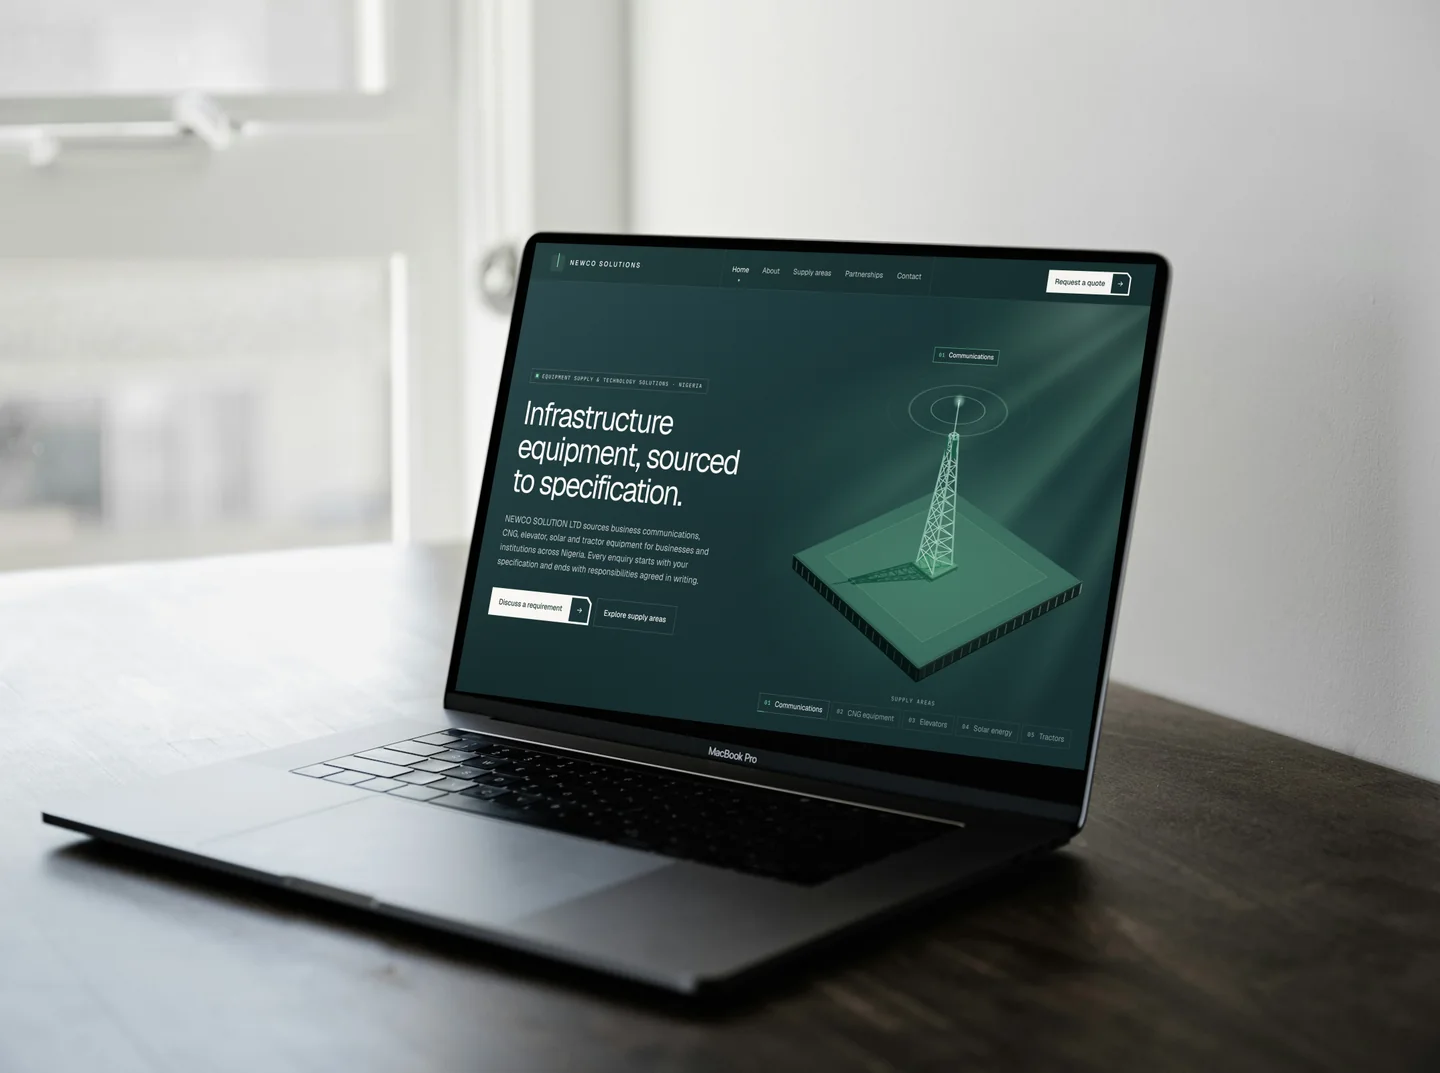 NEWCO SOLUTIONS
Home
About
Supply areas
Partnerships
Contact
Request a quote
01 Communications
EQUIPMENT SUPPLY & TECHNOLOGY SOLUTIONS · NIGERIA
Infrastructure
equipment, sourced
to specification.
NEWCO SOLUTION LTD sources business communications,
CNG, elevator, solar and tractor equipment for businesses and
institutions across Nigeria. Every enquiry starts with your
specification and ends with responsibilities agreed in writing.
Discuss a requirement
Explore supply areas
SUPPLY AREAS
01 Communications
02 CNG equipment
03 Elevators
04 Solar energy
05 Tractors
MacBook Pro